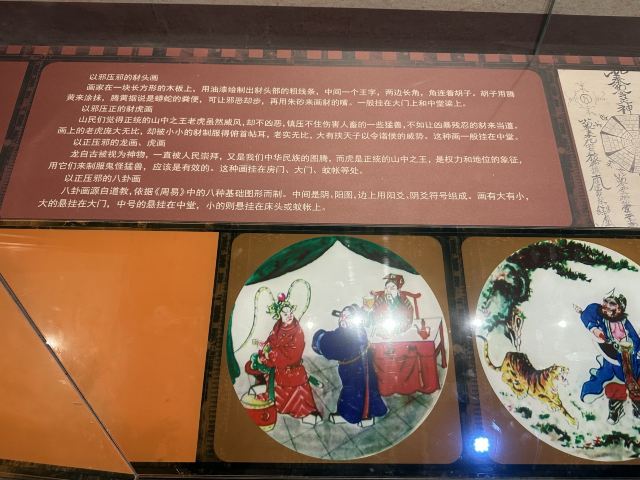 以邪压邪的豺头画
画家在一块长方形的木板上，用油漆绘制出豺头部的粗线条，中间一个王字，两边长角，角连着胡子。胡子用腾
黄来涂抹，腾黄据说是蟒蛇的粪便，可让邪恶却步，再用朱砂来画豺的嘴。一般挂在大门上和中堂梁上。
以邪压正的豺虎画
山民们觉得正统的山中之王老虎虽然威风，却不凶恶，镇压不住伤害人畜的一些猛兽，不如让凶暴残忍的豺来当道。
画上的老虎庞大无比，却被小小的豺制服得俯首帖耳，老实无比，大有挟天子以令诸侯的威势。这种画一般挂在中堂。
以正压邪的龙画、虎画
龙自古被视为神物，一直被人民崇拜，又是我们中华民族的图腾，而虎是正统的山中之王，是权力和地位的象征，
用它们来制服鬼怪猛兽，应该是有效的。这种画挂在房门、大门、蚊帐等处。
以正压邪的八卦画
八卦画源自道教，依据《周易》中的八种基础图形而制。中间是阴、阳图，边上用阳爻、阴爻符号组成。画有大有小，
大的悬挂在大门，中号的悬挂在中堂，小的则悬挂在床头或蚊帐上。